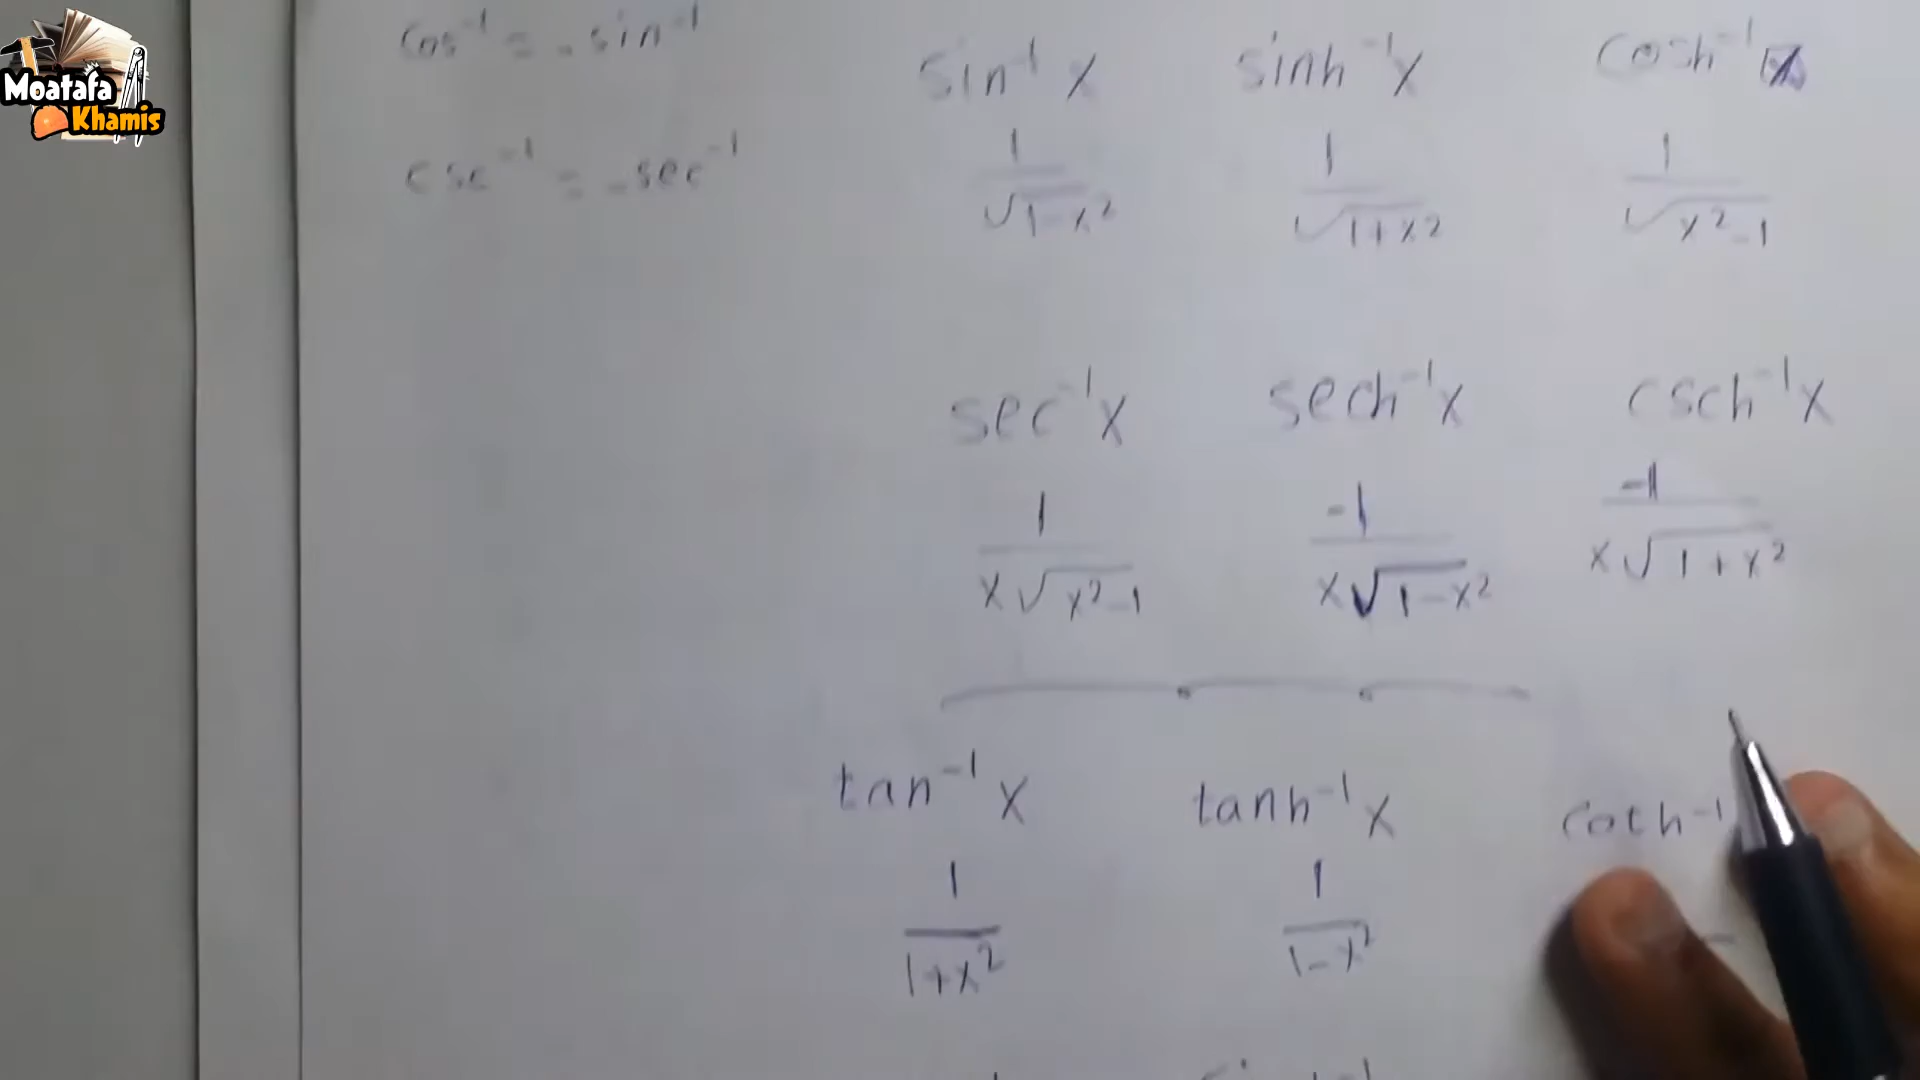 Moatafa
Khamis
cos⁻¹ = - sin⁻¹
csc⁻¹ = - sec⁻¹
sin⁻¹ x sinh⁻¹ x cosh⁻¹ x
1/√(1-x²) 1/√(1+x²) 1/√(x²-1)
sec⁻¹ x sech⁻¹ x csch⁻¹ x
1/(x√(x²-1)) -1/(x√(1-x²)) -1/(x√(1+x²))
tan⁻¹ x tanh⁻¹ x coth⁻¹
1/(1+x²) 1/(1-x²)